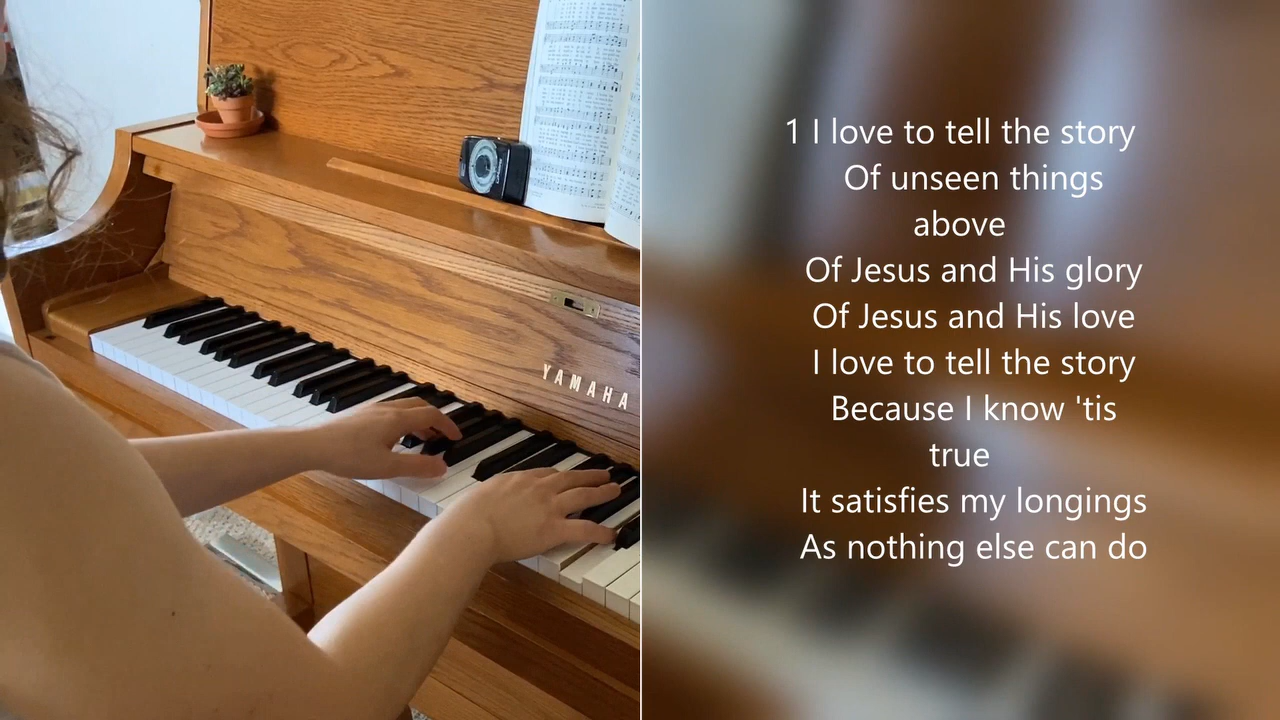 YAMAHA
1 I love to tell the story
Of unseen things
above
Of Jesus and His glory
Of Jesus and His love
I love to tell the story
Because I know 'tis
true
It satisfies my longings
As nothing else can do